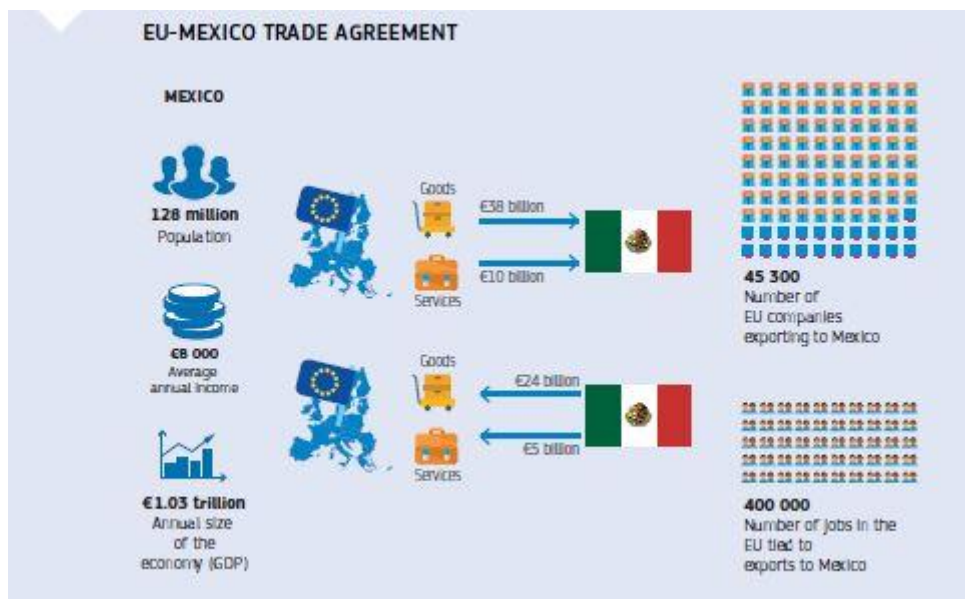 EU-MEXICO TRADE AGREEMENT
MEXICO
128 million
Population
€8 000
Average
annual income
€1.03 trillion
Annual size
of the
economy (GDP)
Goods
€38 billion
€10 billion
Services
Goods
€24 billion
€5 billion
Services
45 300
Number of
EU companies
exporting to Mexico
400 000
Number of jobs in the
EU tied to
exports to Mexico